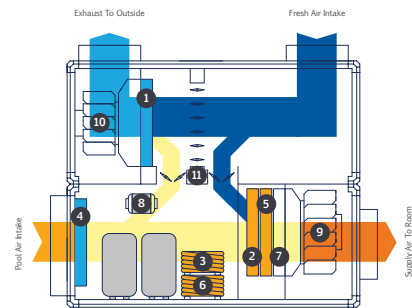 Exhaust To Outside
Fresh Air Intake
1
10
11
8
4
5
9
3
2
7
6
Pool Air Intake
Supply Air To Room